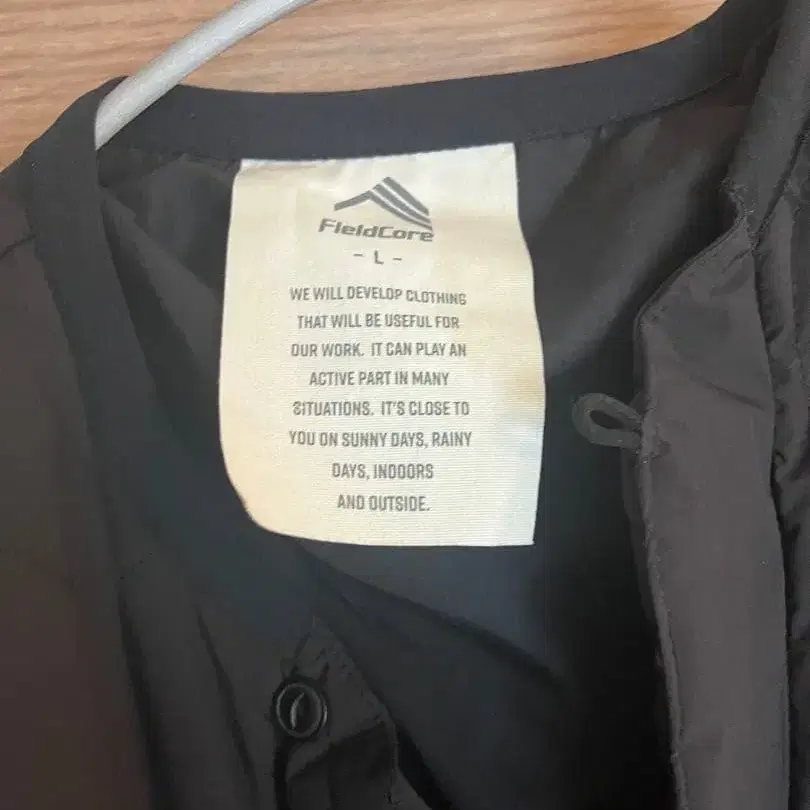 FieldCore
- L -
WE WILL DEVELOP CLOTHING
THAT WILL BE USEFUL FOR
OUR WORK. IT CAN PLAY AN
ACTIVE PART IN MANY
SITUATIONS. IT'S CLOSE TO
YOU ON SUNNY DAYS, RAINY
DAYS, INDOORS
AND OUTSIDE.